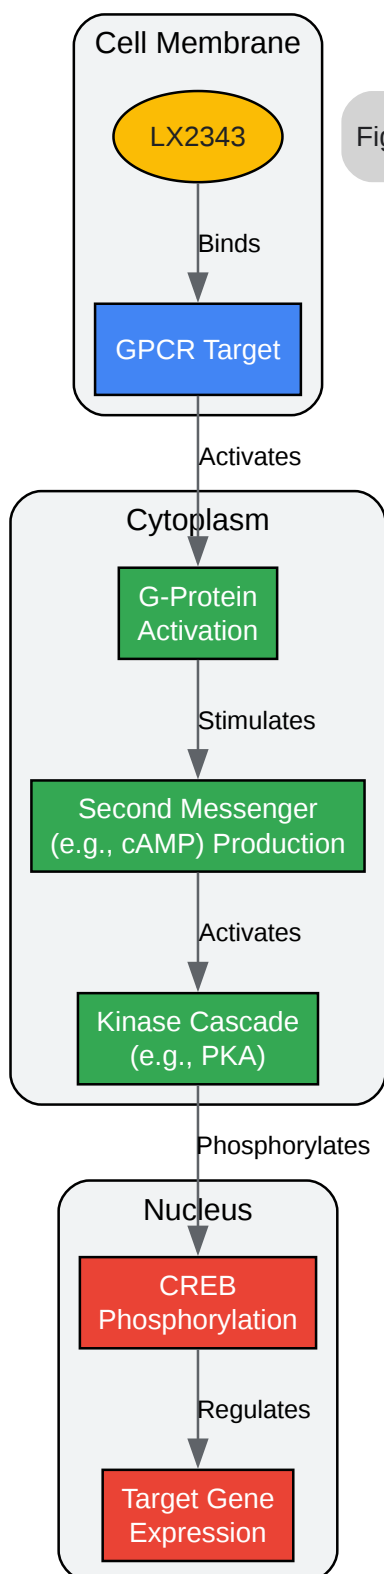 Cell Membrane
LX2343
Fig
Binds
GPCR Target
Activates
Cytoplasm
G-Protein
Activation
Stimulates
Second Messenger
(e.g., cAMP) Production
Activates
Kinase Cascade
(e.g., PKA)
Phosphorylates
Nucleus
CREB
Phosphorylation
Regulates
Target Gene
Expression